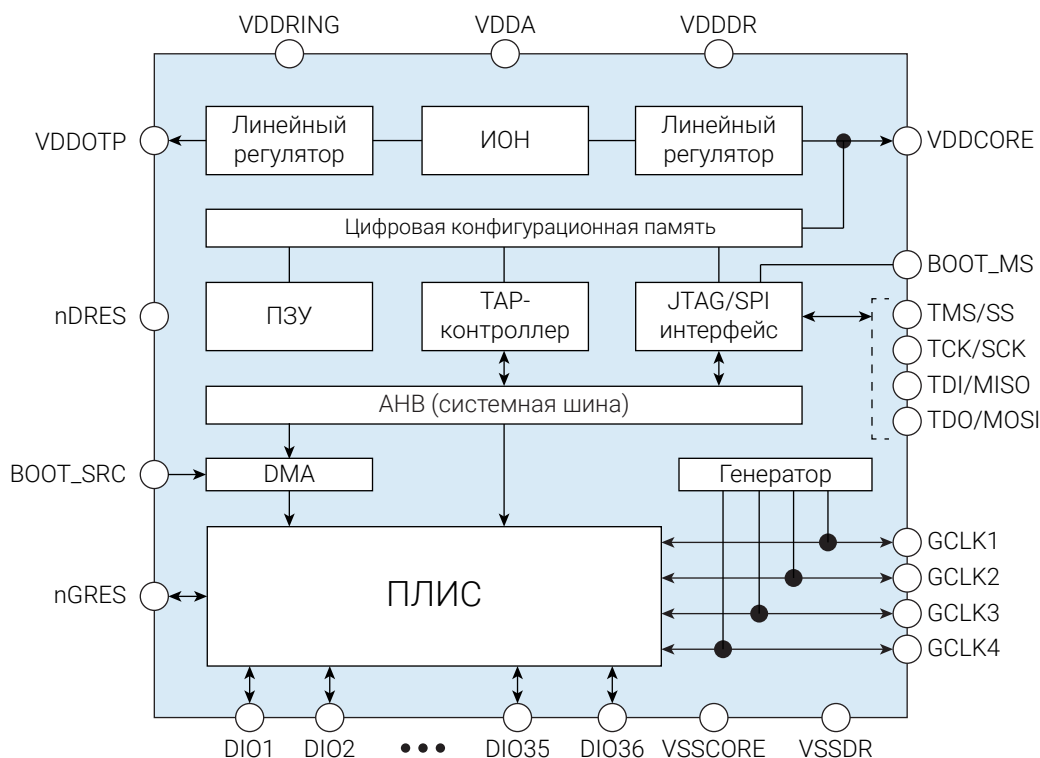 VDDRING
VDDA
VDDDR
VDDOTP
Линейный
регулятор
ИОН
Линейный
регулятор
VDDCORE
Цифровая конфигурационная память
BOOT_MS
nDRES
ПЗУ
TAP-
контроллер
JTAG/SPI
интерфейс
TMS/SS
TCK/SCK
TDI/MISO
TDO/MOSI
AHB (системная шина)
BOOT_SRC
DMA
Генератор
ПЛИС
nGRES
GCLK1
GCLK2
GCLK3
GCLK4
DIO1
DIO2
•••
DIO35
DIO36
VSSCORE
VSSDR